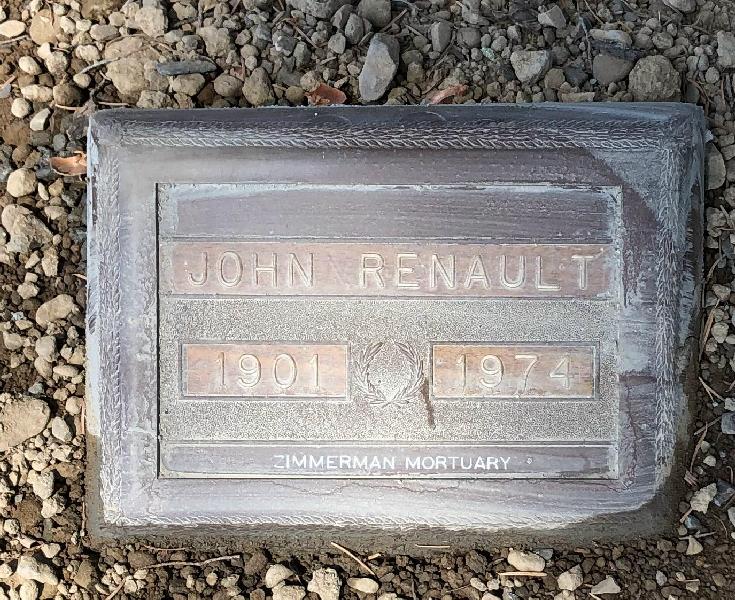 JOHN RENAULT
1901 1974
ZIMMERMAN MORTUARY